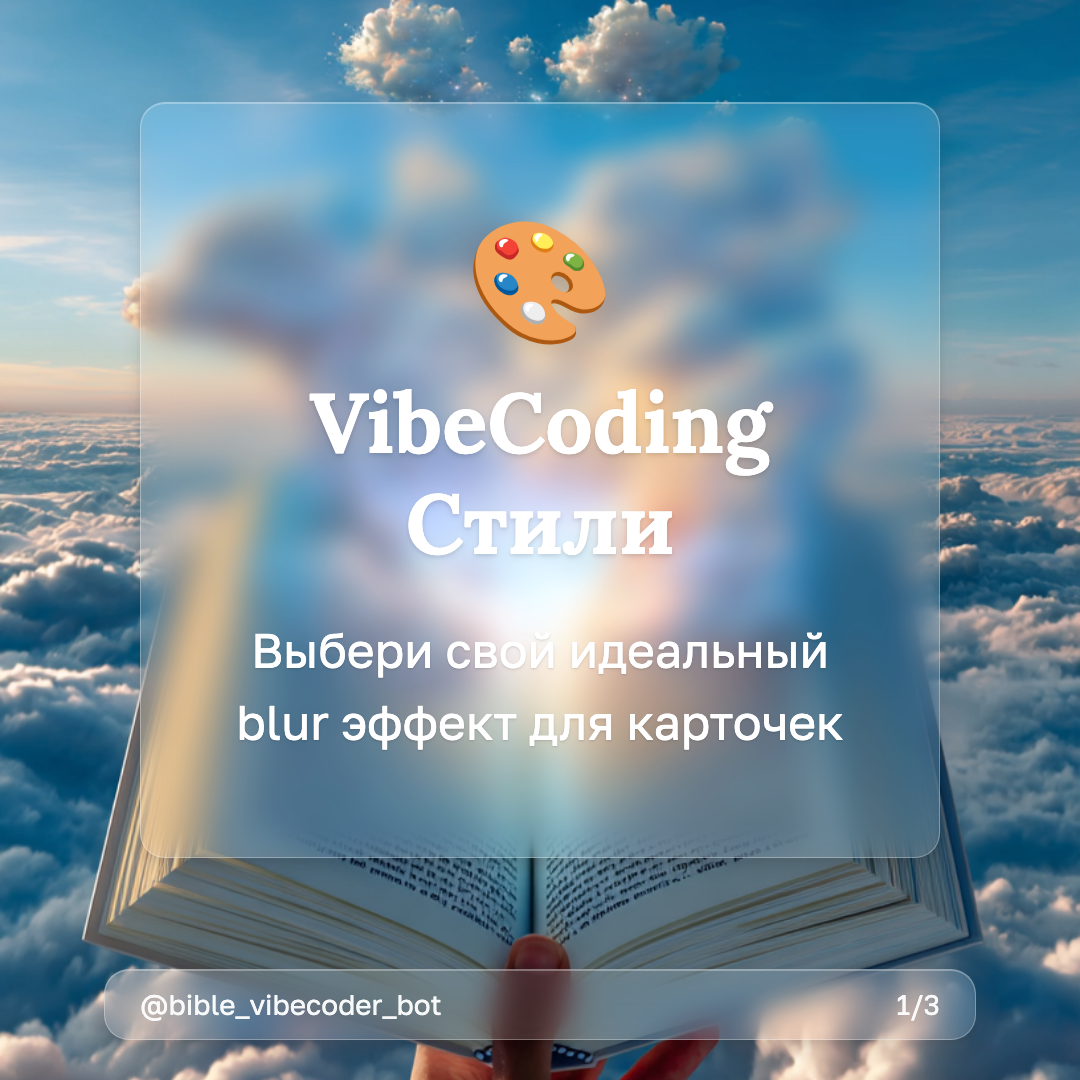 VibeCoding
Стили
Выбери свой идеальный
blur эффект для карточек
@bible_vibecoder_bot
1/3